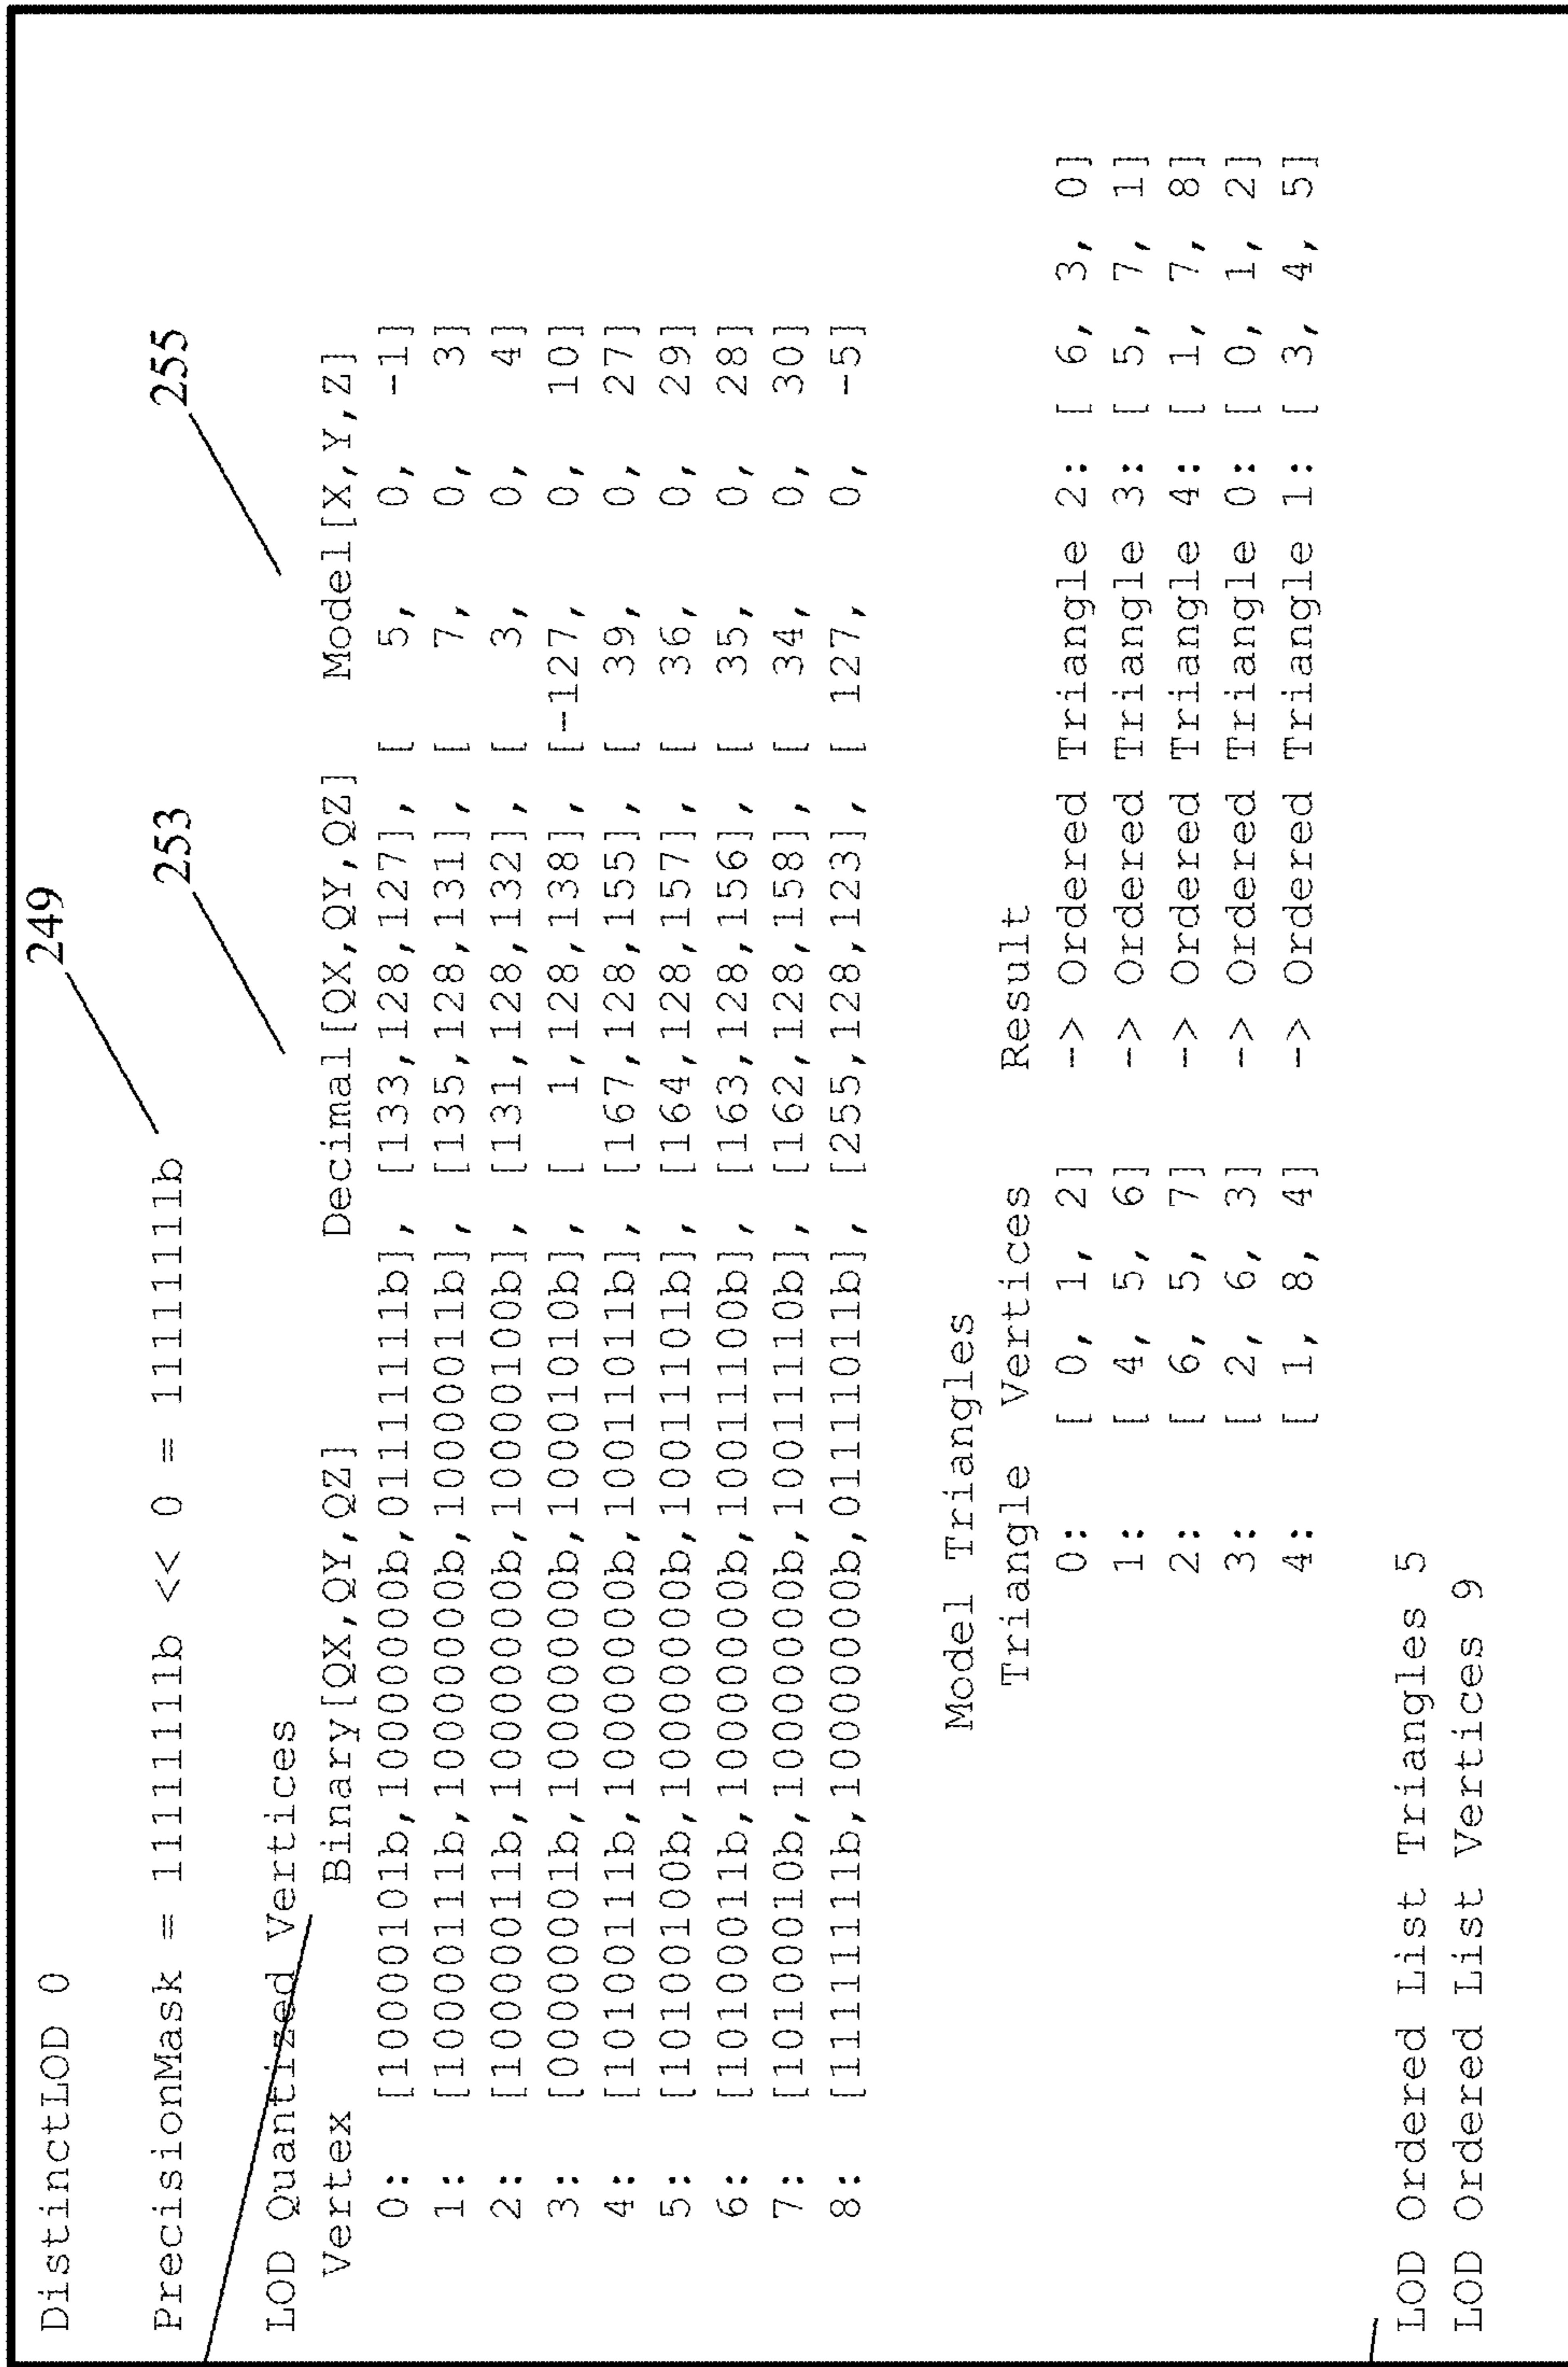 249
DistinctLOD 0
PrecisionMask = 11111111b << 0 = 11111111b
253
255
LOD Quantized Vertices
Vertex Binary[QX,QY,QZ] Decimal[QX,QY,QZ] Model[X,Y,Z]
0: [10000101b,10000000b,01111111b], [133,128,127], [ 5, 0, -1]
1: [10000111b,10000000b,10000011b], [135,128,131], [ 7, 0, 3]
2: [10000011b,10000000b,10000100b], [131,128,132], [ 3, 0, 4]
3: [00000001b,10000000b,10001010b], [ 1,128,138], [-127, 0, 10]
4: [10100111b,10000000b,10011011b], [167,128,155], [ 39, 0, 27]
5: [10100100b,10000000b,10011101b], [164,128,157], [ 36, 0, 29]
6: [10100011b,10000000b,10011100b], [163,128,156], [ 35, 0, 28]
7: [10100010b,10000000b,10011110b], [162,128,158], [ 34, 0, 30]
8: [11111111b,10000000b,01111011b], [255,128,123], [ 127, 0, -5]
Model Triangles
Triangle Vertices Result
0: [ 0, 1, 2] -> Ordered Triangle 2: [ 6, 3, 0]
1: [ 4, 5, 6] -> Ordered Triangle 3: [ 5, 7, 1]
2: [ 6, 5, 7] -> Ordered Triangle 4: [ 1, 7, 8]
3: [ 2, 6, 3] -> Ordered Triangle 0: [ 0, 1, 2]
4: [ 1, 8, 4] -> Ordered Triangle 1: [ 3, 4, 5]
LOD Ordered List Triangles 5
LOD Ordered List Vertices 9